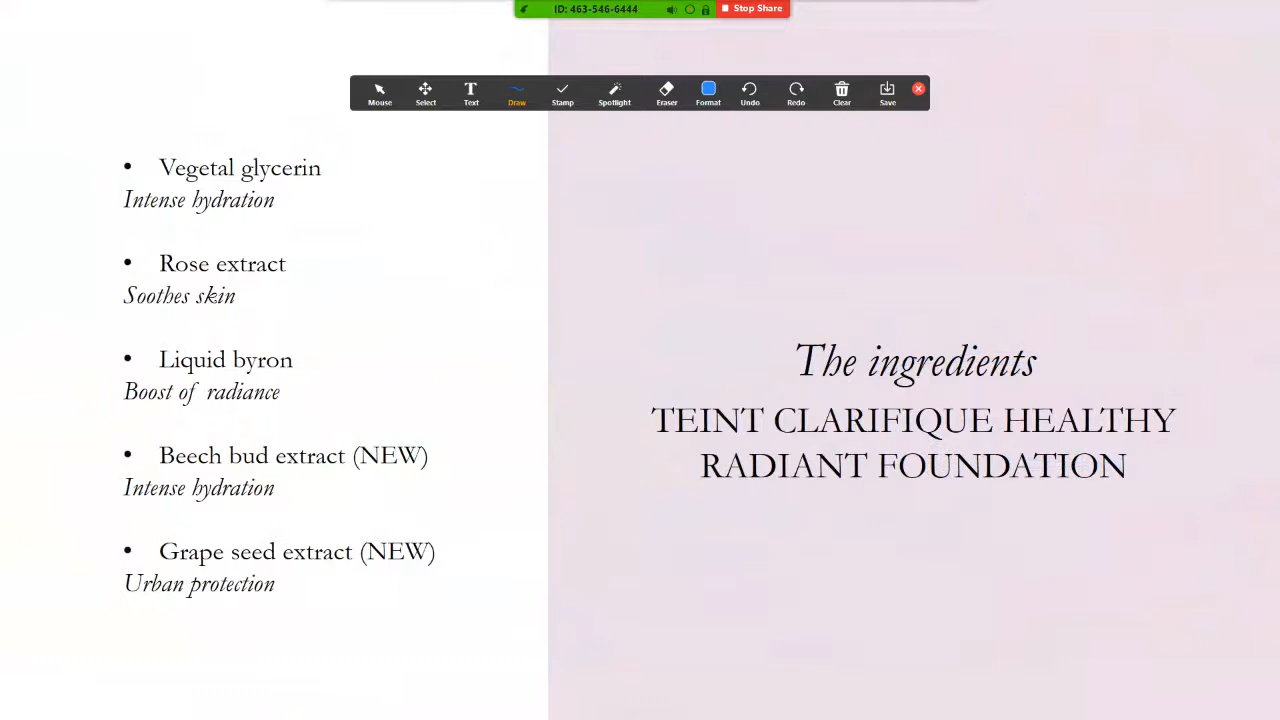 ID: 463-546-6444
Stop Share
Mouse
Select
Text
Draw
Stamp
Spotlight
Eraser
Format
Undo
Redo
Clear
Save
• Vegetal glycerin
Intense hydration
• Rose extract
Soothes skin
• Liquid byron
Boost of radiance
• Beech bud extract (NEW)
Intense hydration
• Grape seed extract (NEW)
Urban protection
The ingredients
TEINT CLARIFIQUE HEALTHY
RADIANT FOUNDATION